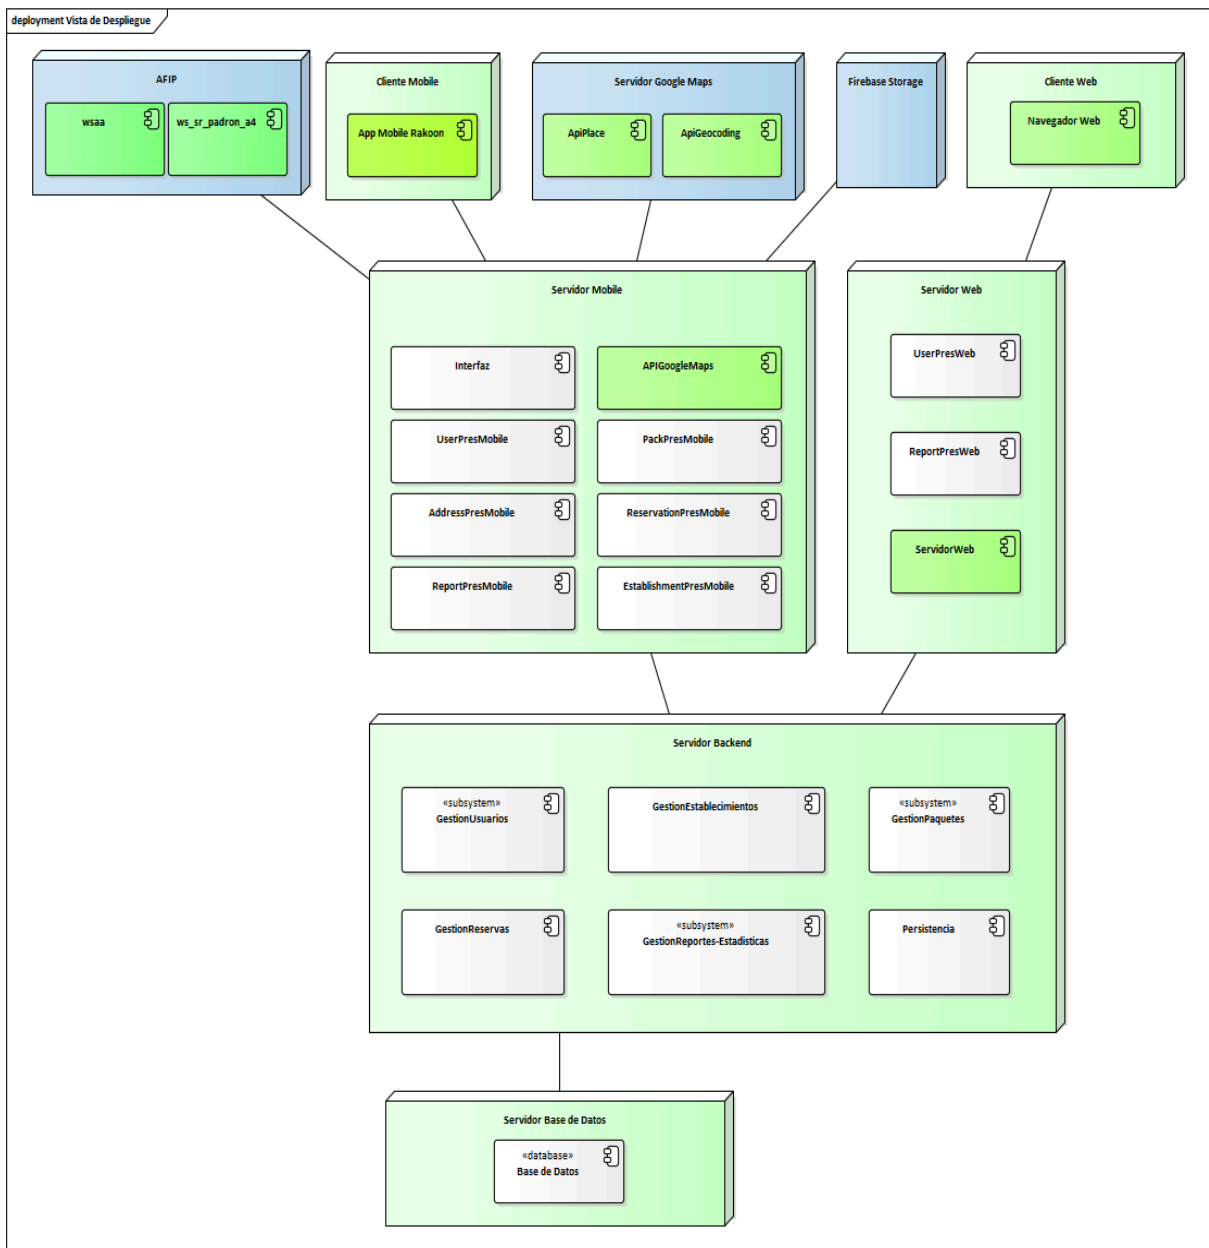 deployment Vista de Despliegue
AFIP
wsaa
ws_sr_padron_a4
Cliente Mobile
App Mobile Rakoon
Servidor Google Maps
ApiPlace
ApiGeocoding
Firebase Storage
Cliente Web
Navegador Web
Servidor Mobile
Interfaz
APIGoogleMaps
UserPresMobile
PackPresMobile
AddressPresMobile
ReservationPresMobile
ReportPresMobile
EstablishmentPresMobile
Servidor Web
UserPresWeb
ReportPresWeb
ServidorWeb
Servidor Backend
«subsystem»
GestionUsuarios
GestionEstablecimientos
«subsystem»
GestionPaquetes
GestionReservas
«subsystem»
GestionReportes-Estadisticas
Persistencia
Servidor Base de Datos
«database»
Base de Datos